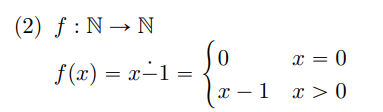 (2) f : ℕ → ℕ
f(x) = x∸1 = { 0 x = 0
x − 1 x > 0